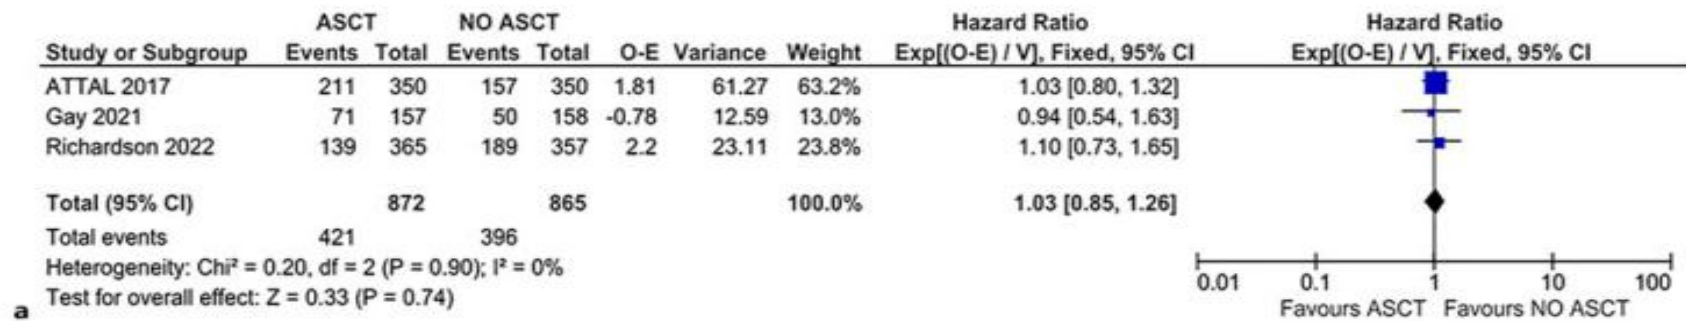 ASCT NO ASCT Hazard Ratio Hazard Ratio
Study or Subgroup Events Total Events Total O-E Variance Weight Exp[(O-E) / V], Fixed, 95% CI Exp[(O-E) / V], Fixed, 95% CI
ATTAL 2017 211 350 157 350 1.81 61.27 63.2% 1.03 [0.80, 1.32]
Gay 2021 71 157 50 158 -0.78 12.59 13.0% 0.94 [0.54, 1.63]
Richardson 2022 139 365 189 357 2.2 23.11 23.8% 1.10 [0.73, 1.65]
Total (95% CI) 872 865 100.0% 1.03 [0.85, 1.26]
Total events 421 396
Heterogeneity: Chi² = 0.20, df = 2 (P = 0.90); I² = 0%
Test for overall effect: Z = 0.33 (P = 0.74)
0.01 0.1 1 10 100
Favours ASCT Favours NO ASCT
a